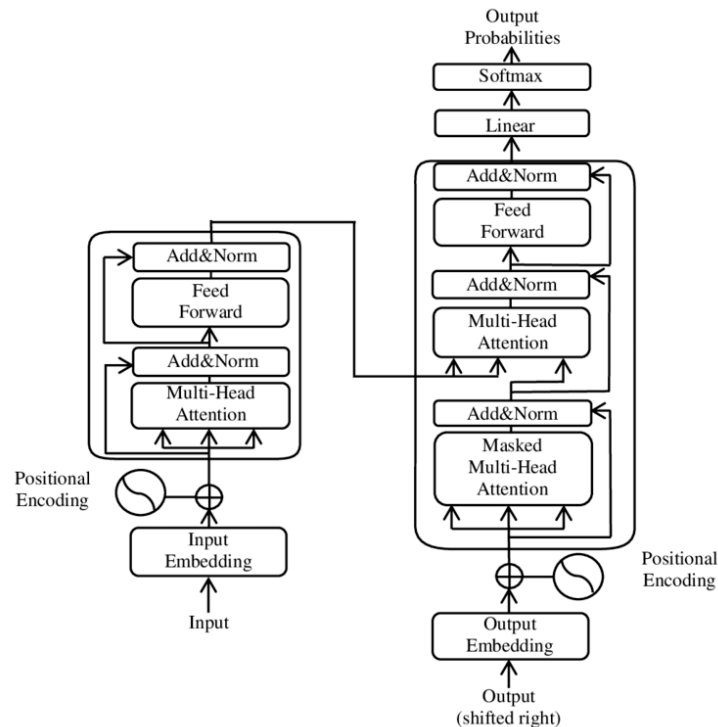 Output
Probabilities
Softmax
Linear
Add&Norm
Feed
Forward
Add&Norm
Multi-Head
Attention
Add&Norm
Masked
Multi-Head
Attention
Positional
Encoding
Output
Embedding
Output
(shifted right)
Add&Norm
Feed
Forward
Add&Norm
Multi-Head
Attention
Positional
Encoding
Input
Embedding
Input